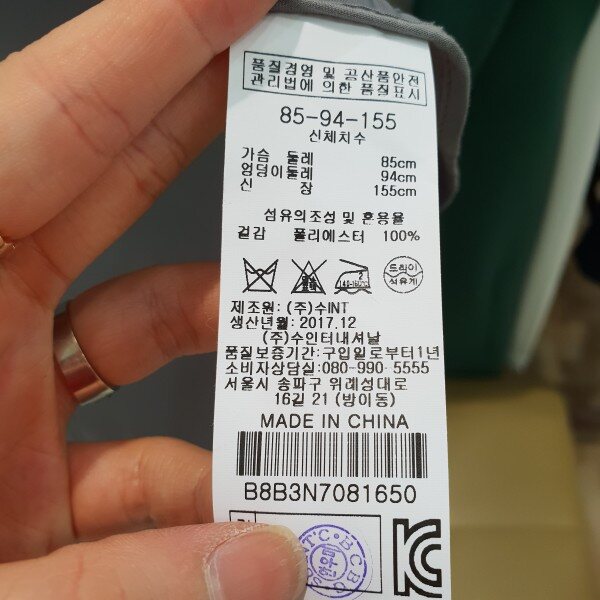 품질경영 및 공산품안전
관리법에 의한 품질표시
85-94-155
신체치수
가슴 둘레 85cm
엉덩이둘레 94cm
신 장 155cm
섬유의조성 및 혼용율
겉감 폴리에스터 100%
드라이
석유계
제조원: (주)수INT
생산년월: 2017.12
(주)수인터내셔날
품질보증기간: 구입일로부터1년
소비자상담실: 080-990-5555
서울시 송파구 위례성대로
16길 21 (방이동)
MADE IN CHINA
B8B3N7081650